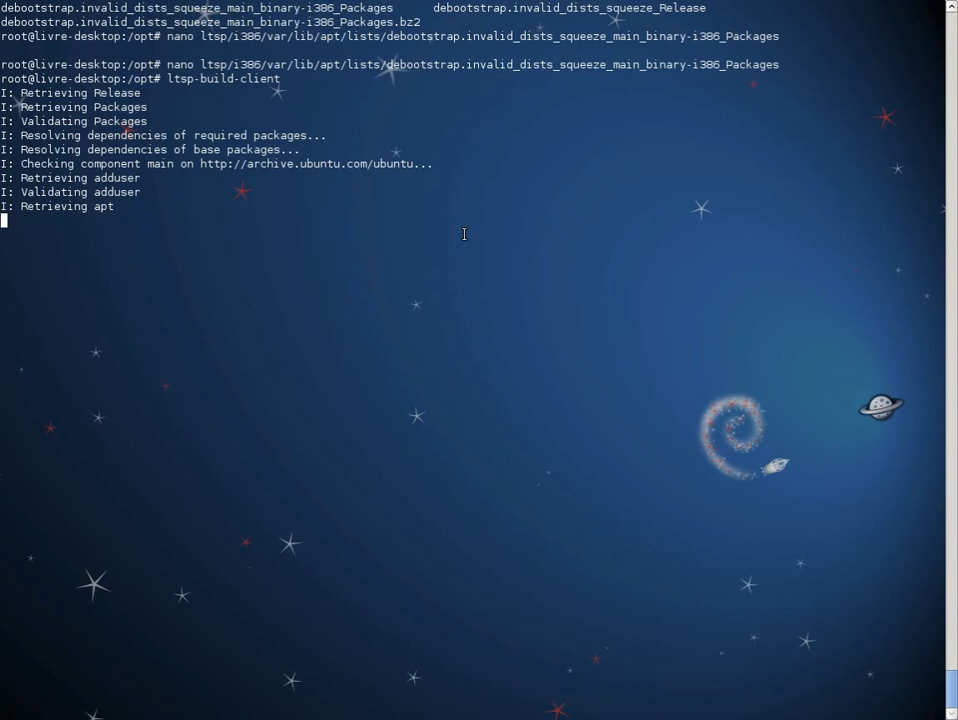 debootstrap.invalid_dists_squeeze_main_binary-i386_Packages      debootstrap.invalid_dists_squeeze_Release
debootstrap.invalid_dists_squeeze_main_binary-i386_Packages.bz2
root@livre-desktop:/opt# nano ltsp/i386/var/lib/apt/lists/debootstrap.invalid_dists_squeeze_main_binary-i386_Packages
root@livre-desktop:/opt# nano ltsp/i386/var/lib/apt/lists/debootstrap.invalid_dists_squeeze_main_binary-i386_Packages
root@livre-desktop:/opt# ltsp-build-client
I: Retrieving Release
I: Retrieving Packages
I: Validating Packages
I: Resolving dependencies of required packages...
I: Resolving dependencies of base packages...
I: Checking component main on http://archive.ubuntu.com/ubuntu...
I: Retrieving adduser
I: Validating adduser
I: Retrieving apt